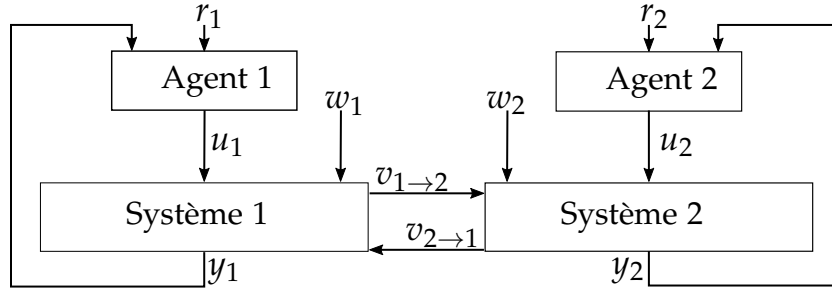 r₁ r₂
Agent 1 Agent 2
w₁ w₂
u₁ u₂
v₁→₂
Système 1 Système 2
v₂→₁
y₁ y₂